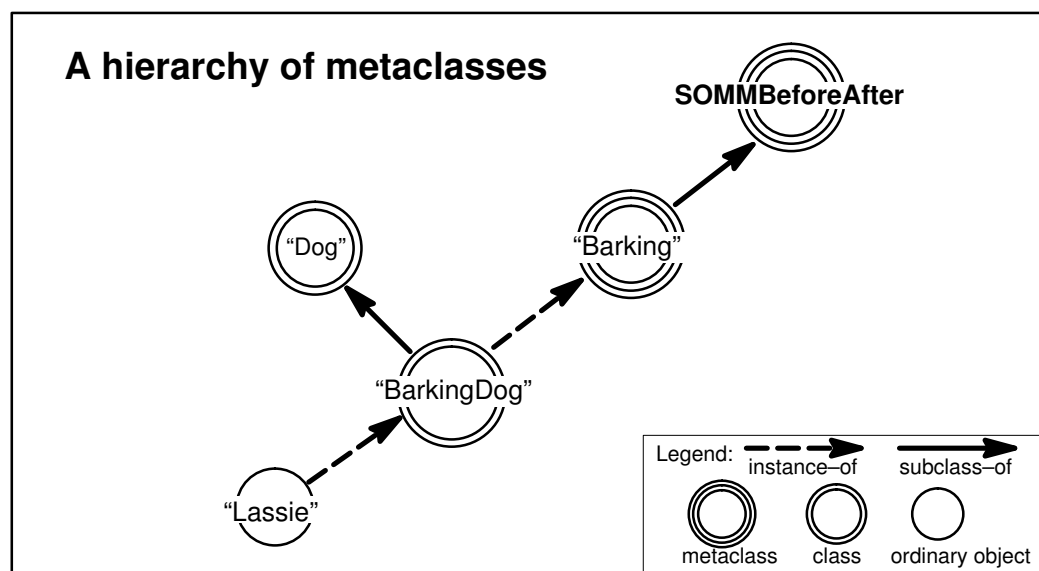 A hierarchy of metaclasses
SOMMBeforeAfter
“Dog”
“Barking”
“BarkingDog”
“Lassie”
Legend:
instance–of
subclass–of
metaclass
class
ordinary object